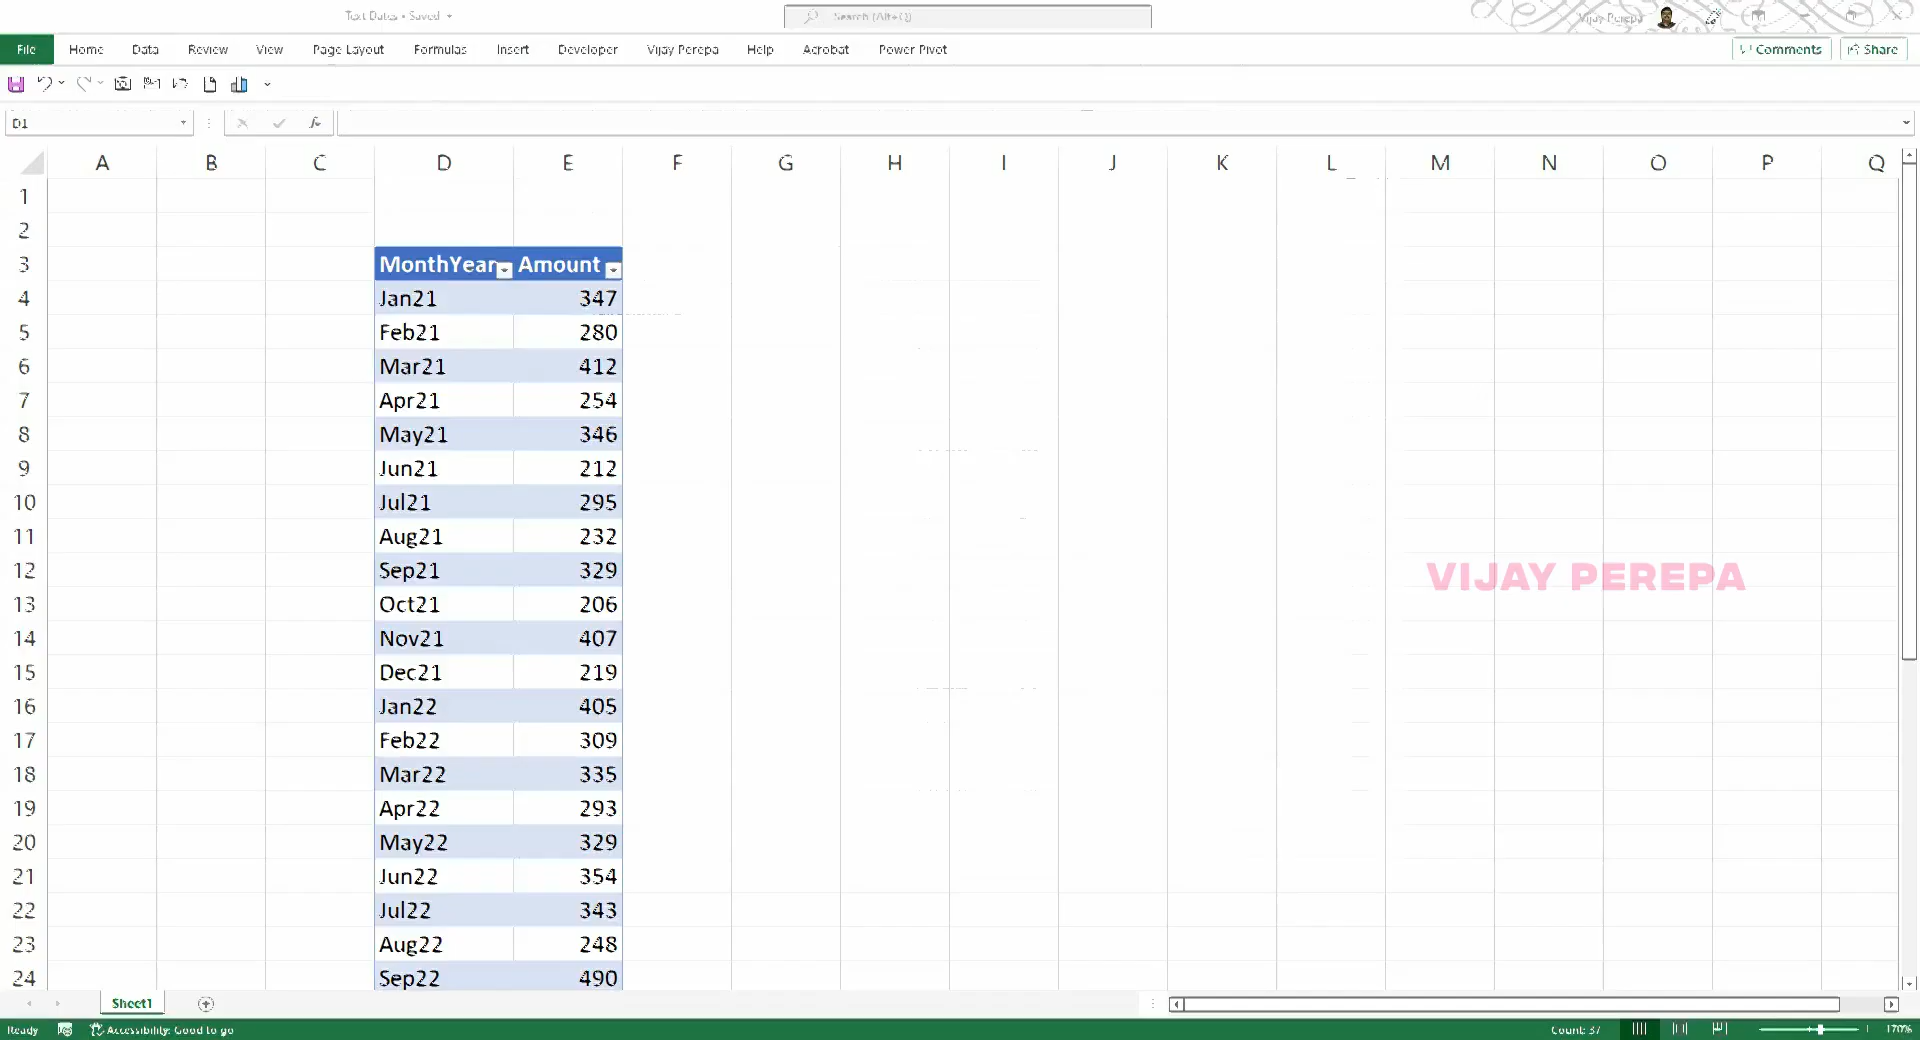 Text Dates • Saved
Search (Alt+Q)
Vijay Perepa
File Home Data Review View Page Layout Formulas Insert Developer Vijay Perepa Help Acrobat Power Pivot Comments Share
D1 fx
A B C D E F G H I J K L M N O P Q
1
2
3 MonthYear Amount
4 Jan21 347
5 Feb21 280
6 Mar21 412
7 Apr21 254
8 May21 346
9 Jun21 212
10 Jul21 295
11 Aug21 232
12 Sep21 329
VIJAY PEREPA
13 Oct21 206
14 Nov21 407
15 Dec21 219
16 Jan22 405
17 Feb22 309
18 Mar22 335
19 Apr22 293
20 May22 329
21 Jun22 354
22 Jul22 343
23 Aug22 248
24 Sep22 490
Sheet1
Ready Accessibility: Good to go Count: 37 170%